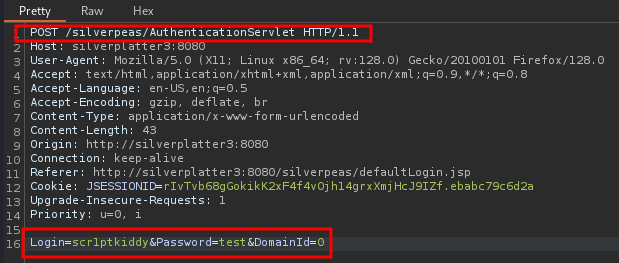 Pretty Raw Hex
1 POST /silverpeas/AuthenticationServlet HTTP/1.1
2 Host: silverplatter3:8080
3 User-Agent: Mozilla/5.0 (X11; Linux x86_64; rv:128.0) Gecko/20100101 Firefox/128.0
4 Accept: text/html,application/xhtml+xml,application/xml;q=0.9,*/*;q=0.8
5 Accept-Language: en-US,en;q=0.5
6 Accept-Encoding: gzip, deflate, br
7 Content-Type: application/x-www-form-urlencoded
8 Content-Length: 43
9 Origin: http://silverplatter3:8080
10 Connection: keep-alive
11 Referer: http://silverplatter3:8080/silverpeas/defaultLogin.jsp
12 Cookie: JSESSIONID=rIvTvb68gGokikK2xF4f4vOjh14grxXmjHcJ9IZf.ebabc79c6d2a
13 Upgrade-Insecure-Requests: 1
14 Priority: u=0, i
15
16 Login=scr1ptkiddy&Password=test&DomainId=0